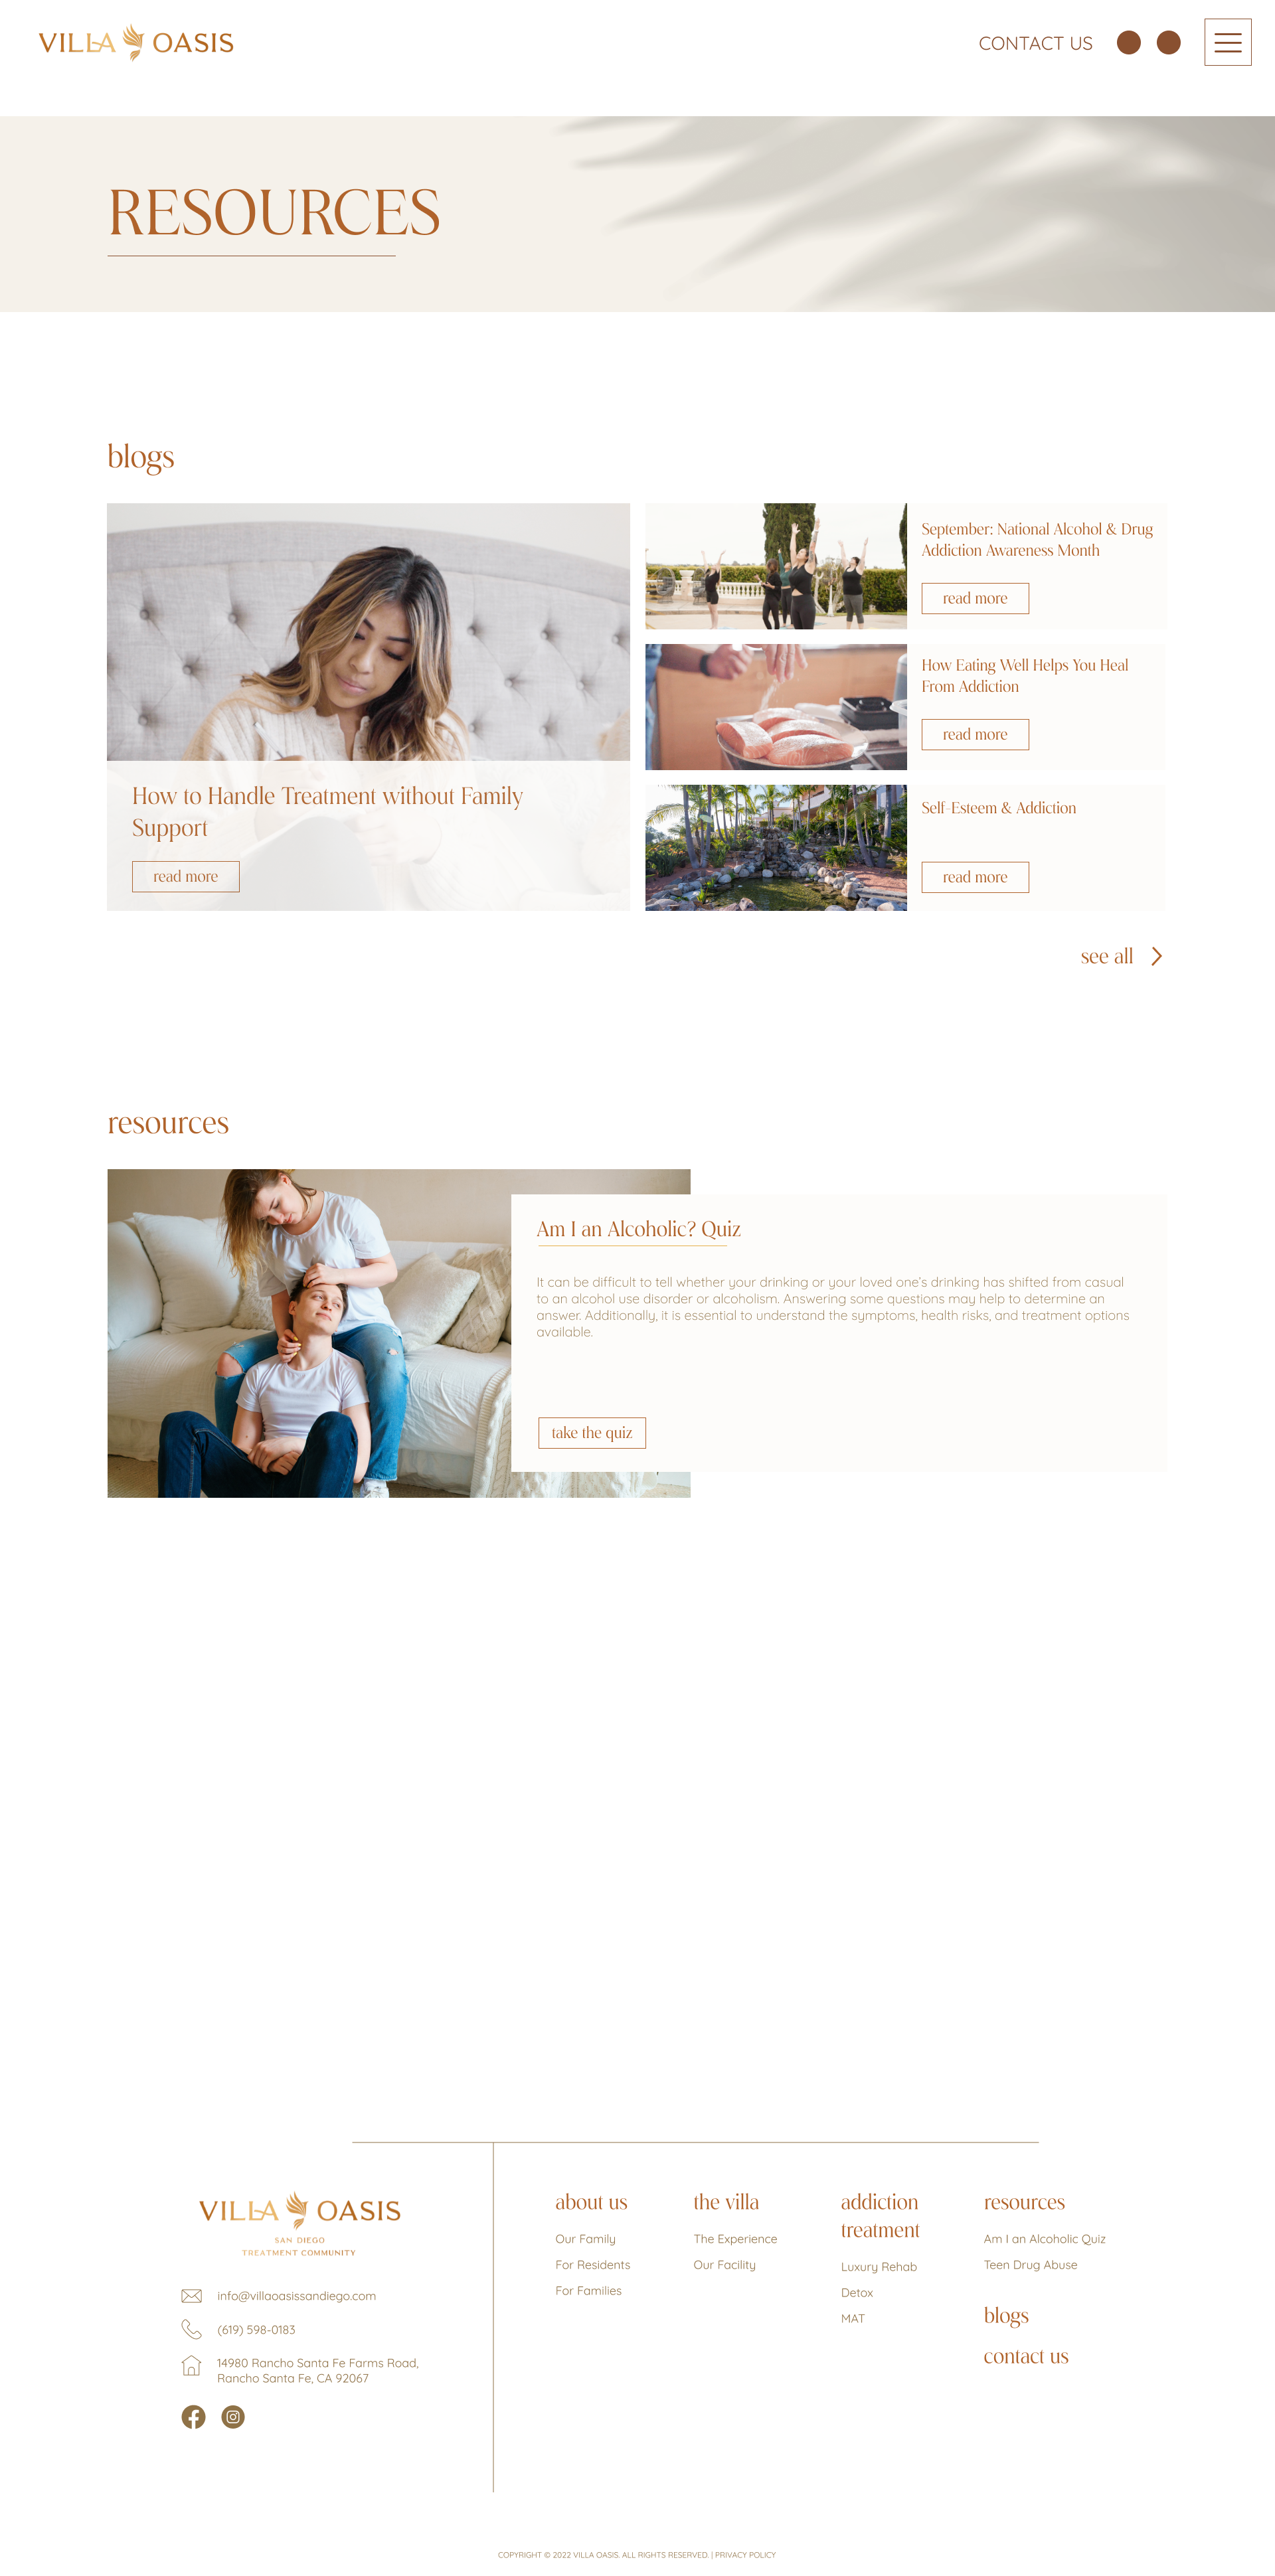 VILLA OASIS
CONTACT US
RESOURCES
blogs
How to Handle Treatment without Family
Support
read more
September: National Alcohol & Drug
Addiction Awareness Month
read more
How Eating Well Helps You Heal
From Addiction
read more
Self-Esteem & Addiction
read more
see all
resources
Am I an Alcoholic? Quiz
It can be difficult to tell whether your drinking or your loved one's drinking has shifted from casual
to an alcohol use disorder or alcoholism. Answering some questions may help to determine an
answer. Additionally, it is essential to understand the symptoms, health risks, and treatment options
available.
take the quiz
VILLA OASIS
SAN DIEGO
TREATMENT COMMUNITY
info@villaoasissandiego.com
(619) 598-0183
14980 Rancho Santa Fe Farms Road,
Rancho Santa Fe, CA 92067
about us
Our Family
For Residents
For Families
the villa
The Experience
Our Facility
addiction
treatment
Luxury Rehab
Detox
MAT
resources
Am I an Alcoholic Quiz
Teen Drug Abuse
blogs
contact us
COPYRIGHT © 2022 VILLA OASIS. ALL RIGHTS RESERVED. | PRIVACY POLICY